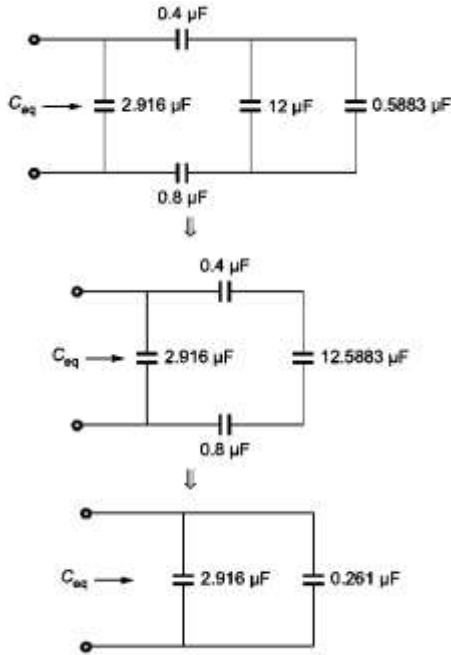 0.4 µF
C_eq 2.916 µF 12 µF 0.5883 µF
0.8 µF
⇓
0.4 µF
C_eq 2.916 µF 12.5883 µF
0.8 µF
⇓
C_eq 2.916 µF 0.261 µF